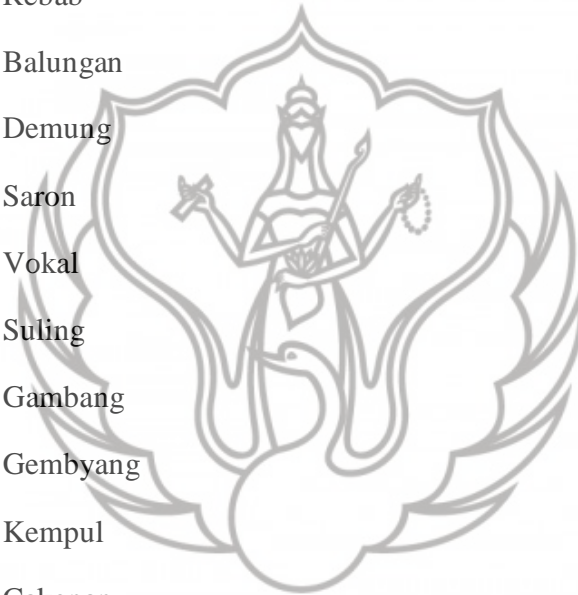 Balungan
Demung
Saron
Vokal
Suling
Gambang
Gembyang
Kempul